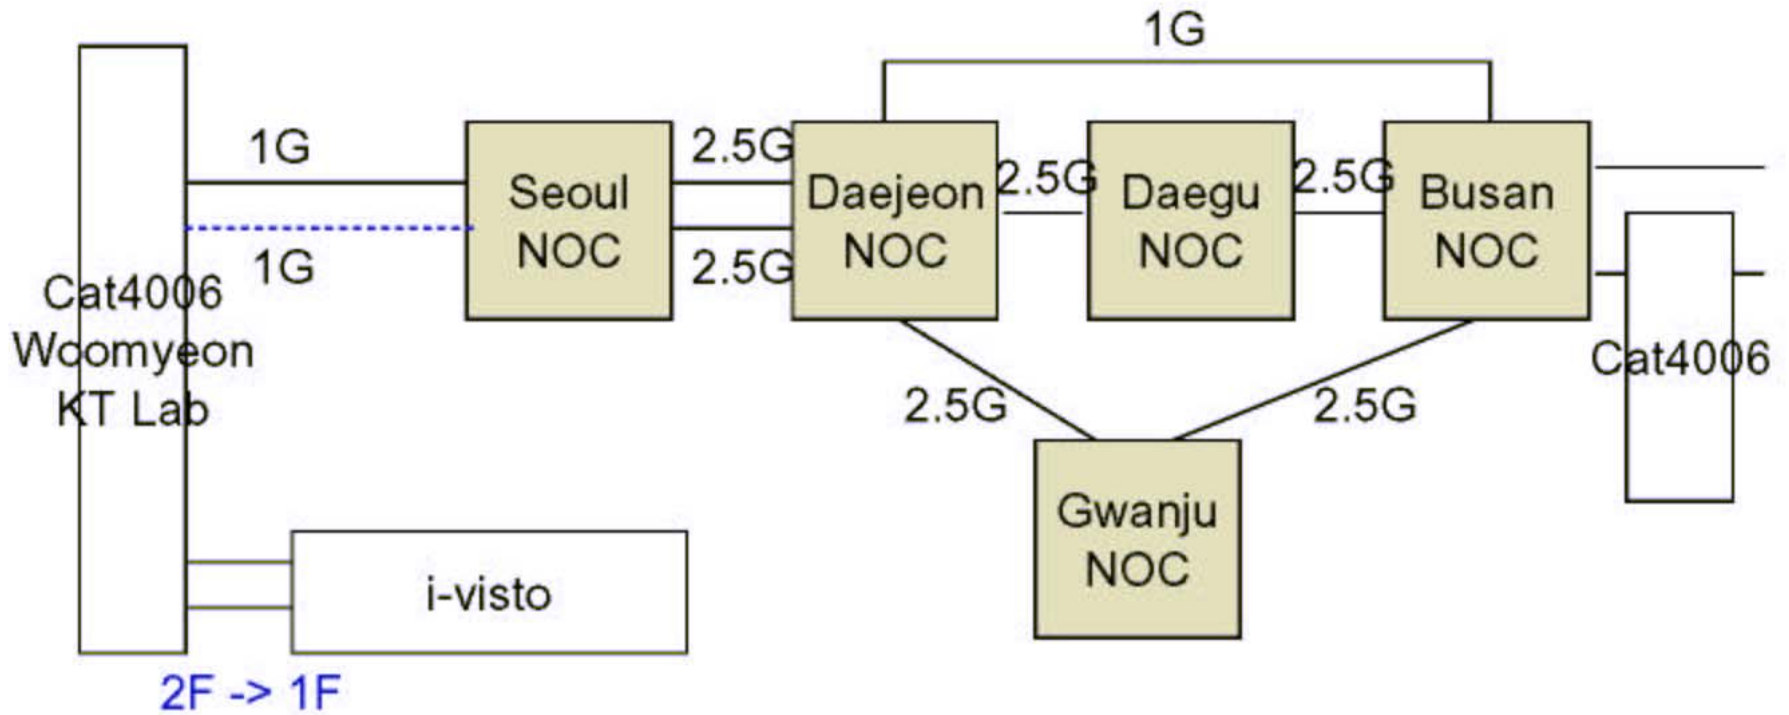 1G
1G
2.5G
Seoul
NOC
Daejeon
NOC
2.5G
Daegu
NOC
2.5G
Busan
NOC
1G
2.5G
Cat4006
Woomyeon
KT Lab
Cat4006
2.5G
2.5G
Gwanju
NOC
i-visto
2F -> 1F